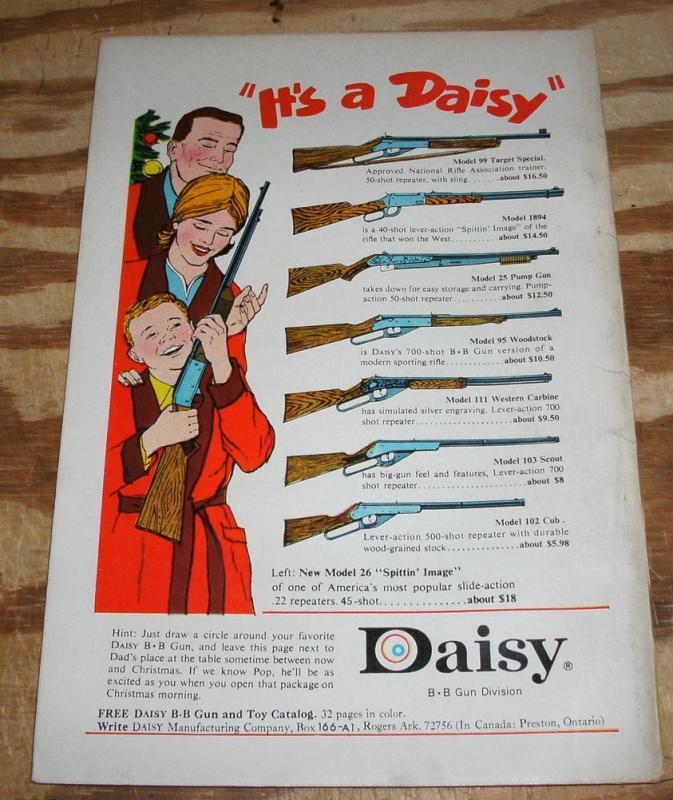 "It's a Daisy"
Model 99 Target Special.
Approved National Rifle Association trainer.
50-shot repeater, with sling.......about $16.50
Model 1894
is a 40-shot lever-action "Spittin' Image" of the
rifle that won the West..........about $14.50
Model 25 Pump Gun
takes down for easy storage and carrying. Pump-
action 50-shot repeater...........about $12.50
Model 95 Woodstock
is DAISY'S 700-shot B•B Gun version of a
modern sporting rifle............about $10.50
Model 111 Western Carbine
has simulated silver engraving. Lever-action 700
shot repeater....................about $9.50
Model 103 Scout
has big-gun feel and features, Lever-action 700
shot repeater......................about $8
Model 102 Cub.
Lever-action 500-shot repeater with durable
wood-grained stock..............about $5.98
Left: New Model 26 "Spittin' Image"
of one of America's most popular slide-action
.22 repeaters. 45-shot...............about $18
Hint: Just draw a circle around your favorite
DAISY B•B Gun, and leave this page next to
Dad's place at the table sometime between now
and Christmas. If we know Pop, he'll be as
excited as you when you open that package on
Christmas morning.
Daisy®
B•B Gun Division
FREE DAISY B•B Gun and Toy Catalog. 32 pages in color.
Write DAISY Manufacturing Company, Box 166-A1, Rogers Ark. 72756 (In Canada: Preston, Ontario)